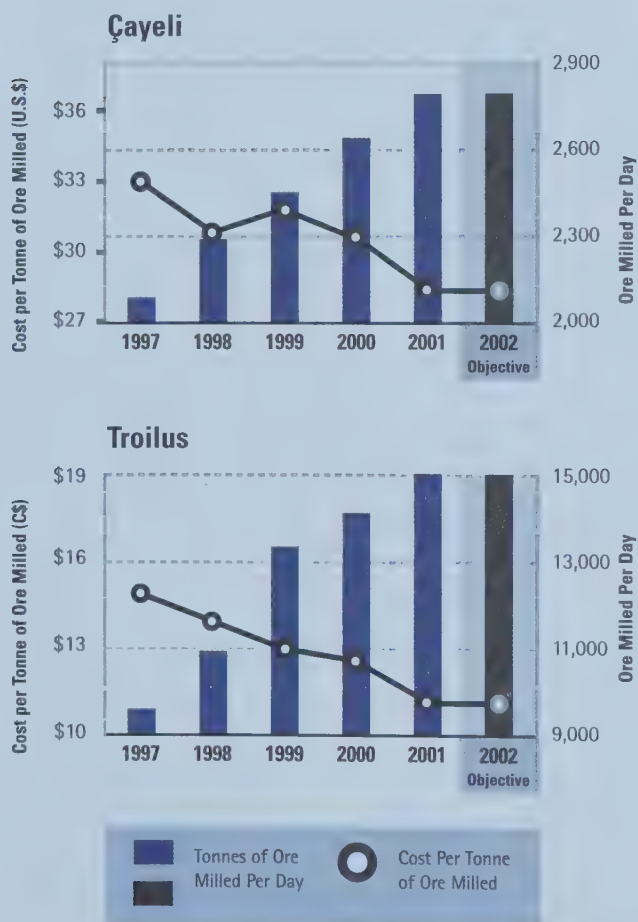 Çayeli
Cost per Tonne of Ore Milled (U.S.$)
$36
$33
$30
$27
2,900
2,600
2,300
2,000
Ore Milled Per Day
1997 1998 1999 2000 2001 2002
Objective
Troilus
Cost per Tonne of Ore Milled (C$)
$19
$16
$13
$10
15,000
13,000
11,000
9,000
Ore Milled Per Day
1997 1998 1999 2000 2001 2002
Objective
Tonnes of Ore
Milled Per Day
Cost Per Tonne
of Ore Milled